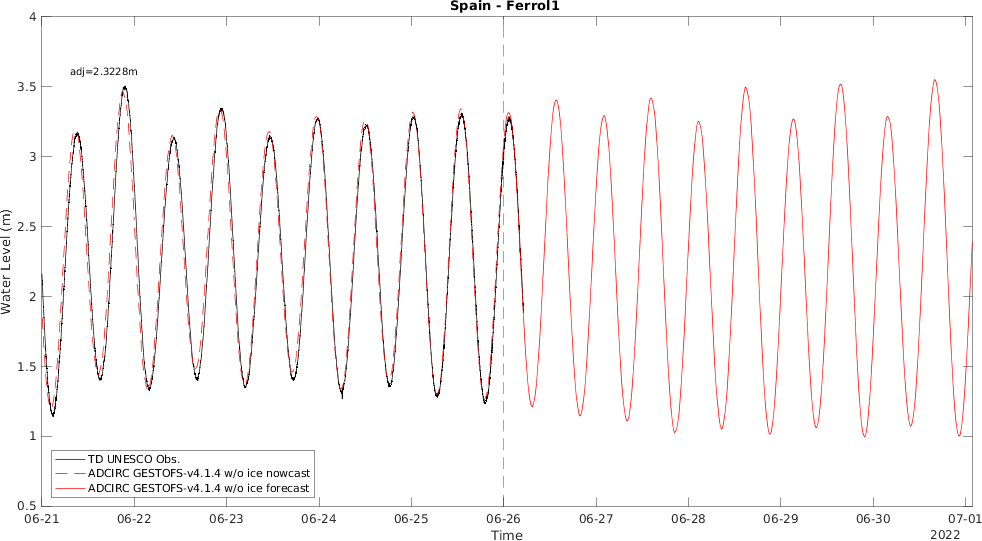 Spain - Ferrol1
adj=2.3228m
Water Level (m)
4
3.5
3
2.5
2
1.5
1
0.5
TD UNESCO Obs.
ADCIRC GESTOFS-v4.1.4 w/o ice nowcast
ADCIRC GESTOFS-v4.1.4 w/o ice forecast
06-21 06-22 06-23 06-24 06-25 06-26 06-27 06-28 06-29 06-30 07-01
Time
2022